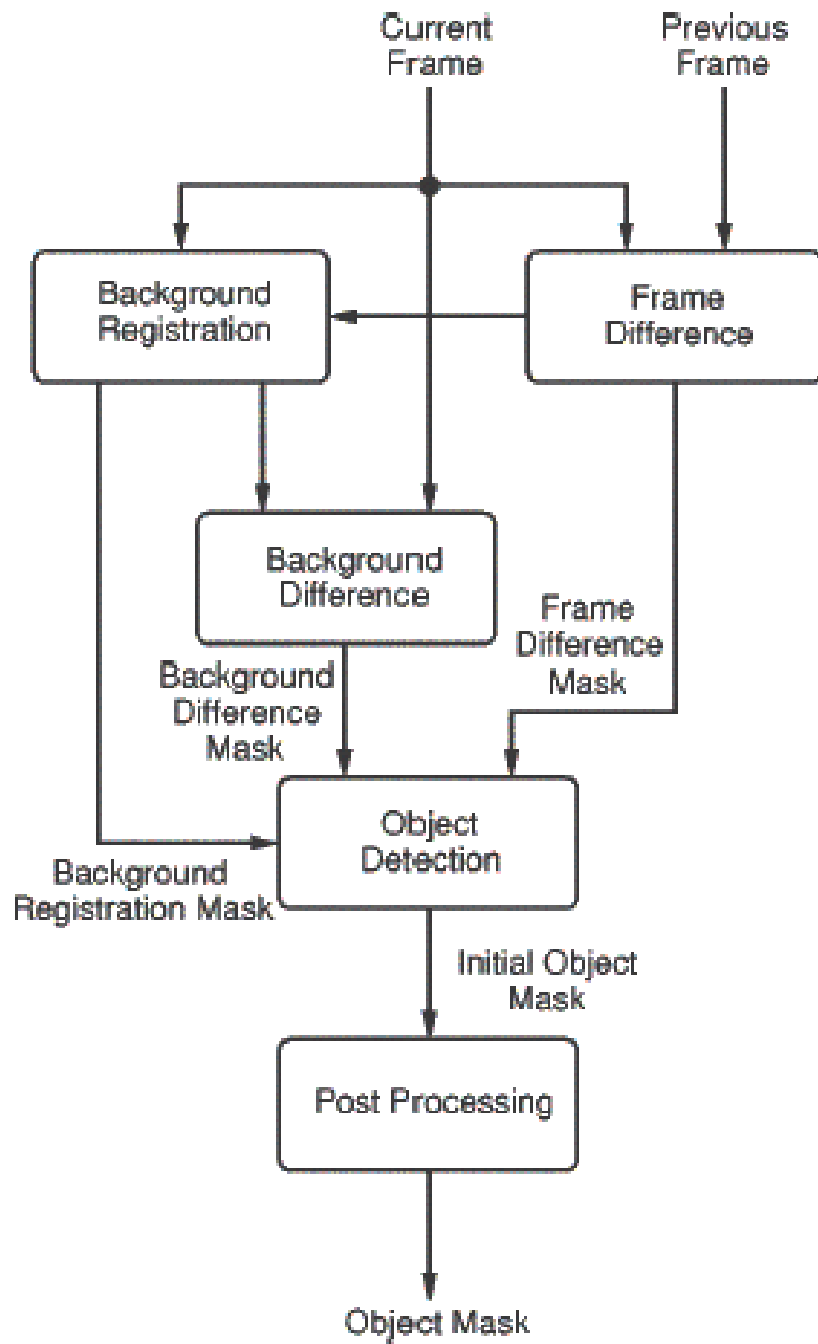 Current
Frame
Previous
Frame
Background
Registration
Frame
Difference
Background
Difference
Frame
Difference
Mask
Background
Difference
Mask
Object
Detection
Background
Registration Mask
Initial Object
Mask
Post Processing
Object Mask